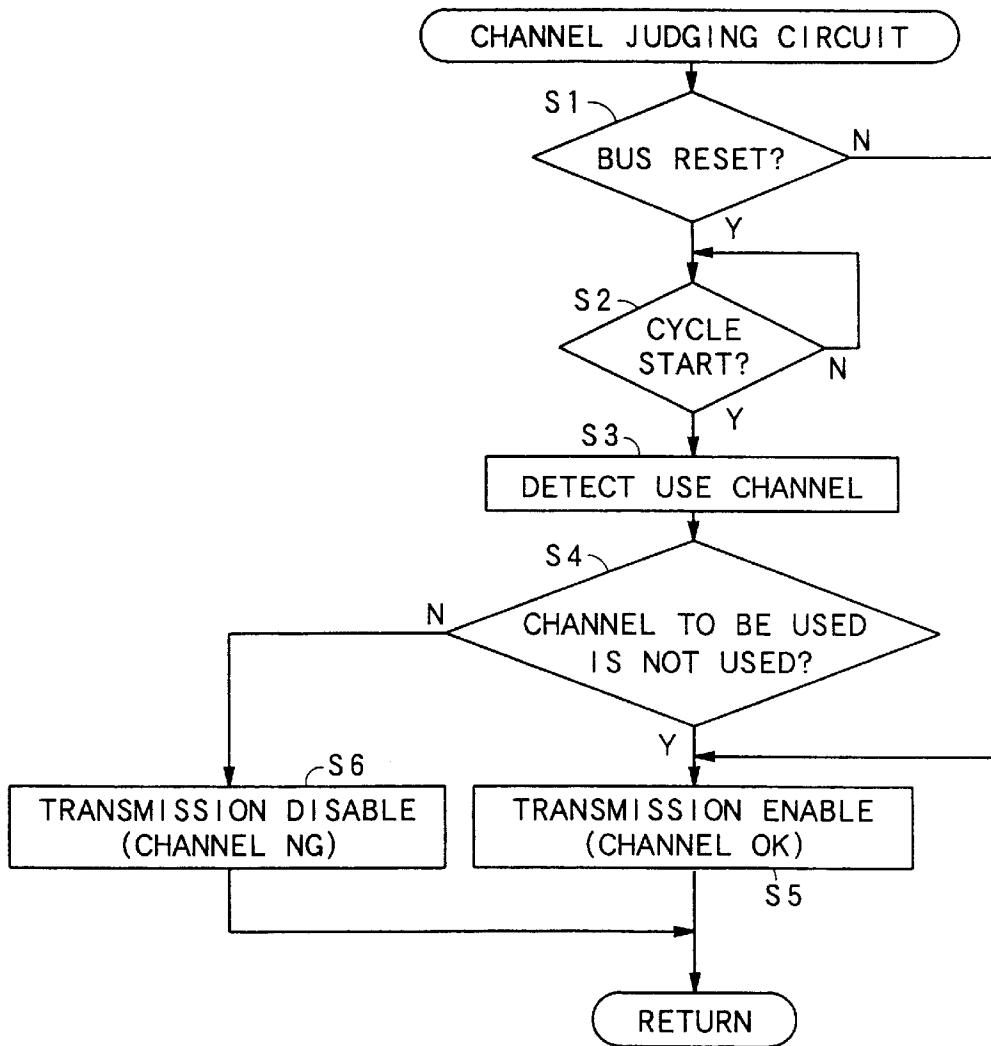 CHANNEL JUDGING CIRCUIT
S1
BUS RESET?
N
Y
S2
CYCLE
START?
N
Y
S3
DETECT USE CHANNEL
S4
N
CHANNEL TO BE USED
IS NOT USED?
Y
S6
TRANSMISSION DISABLE
(CHANNEL NG)
TRANSMISSION ENABLE
(CHANNEL OK)
S5
RETURN